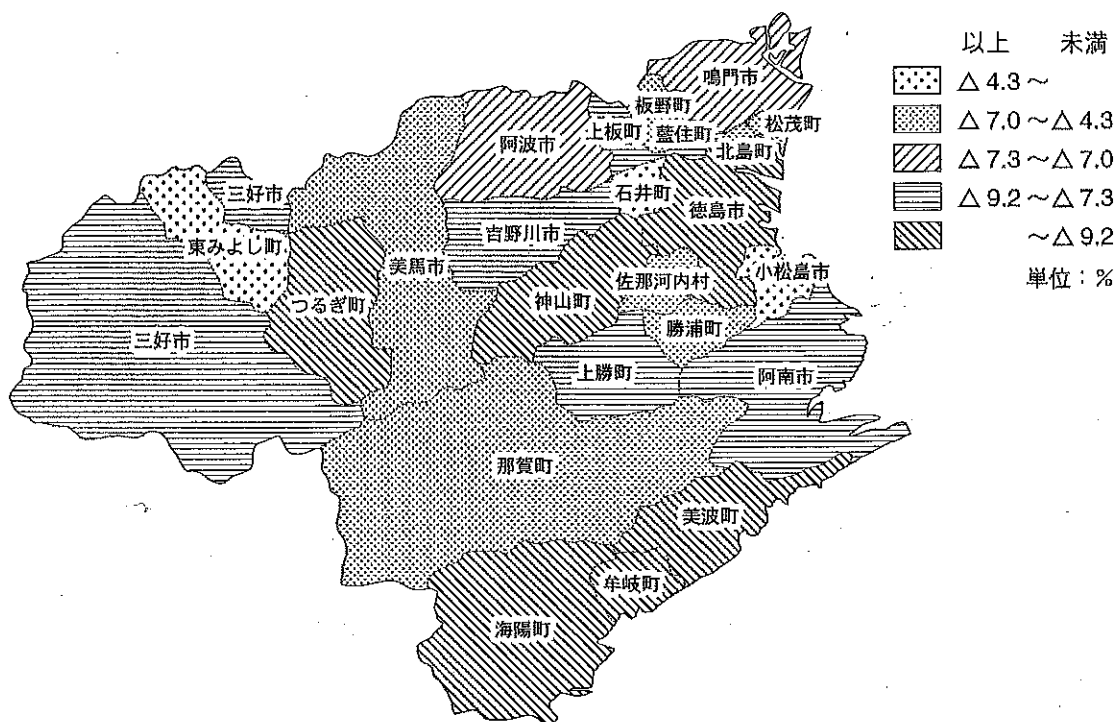 以上 未満
△4.3～
△7.0～△4.3
△7.3～△7.0
△9.2～△7.3
～△9.2
単位：%
鳴門市
板野町
松茂町
上板町
藍住町
北島町
阿波市
石井町
徳島市
三好市
吉野川市
東みよし町
美馬市
佐那河内村
小松島市
つるぎ町
神山町
勝浦町
三好市
上勝町
阿南市
那賀町
美波町
牟岐町
海陽町